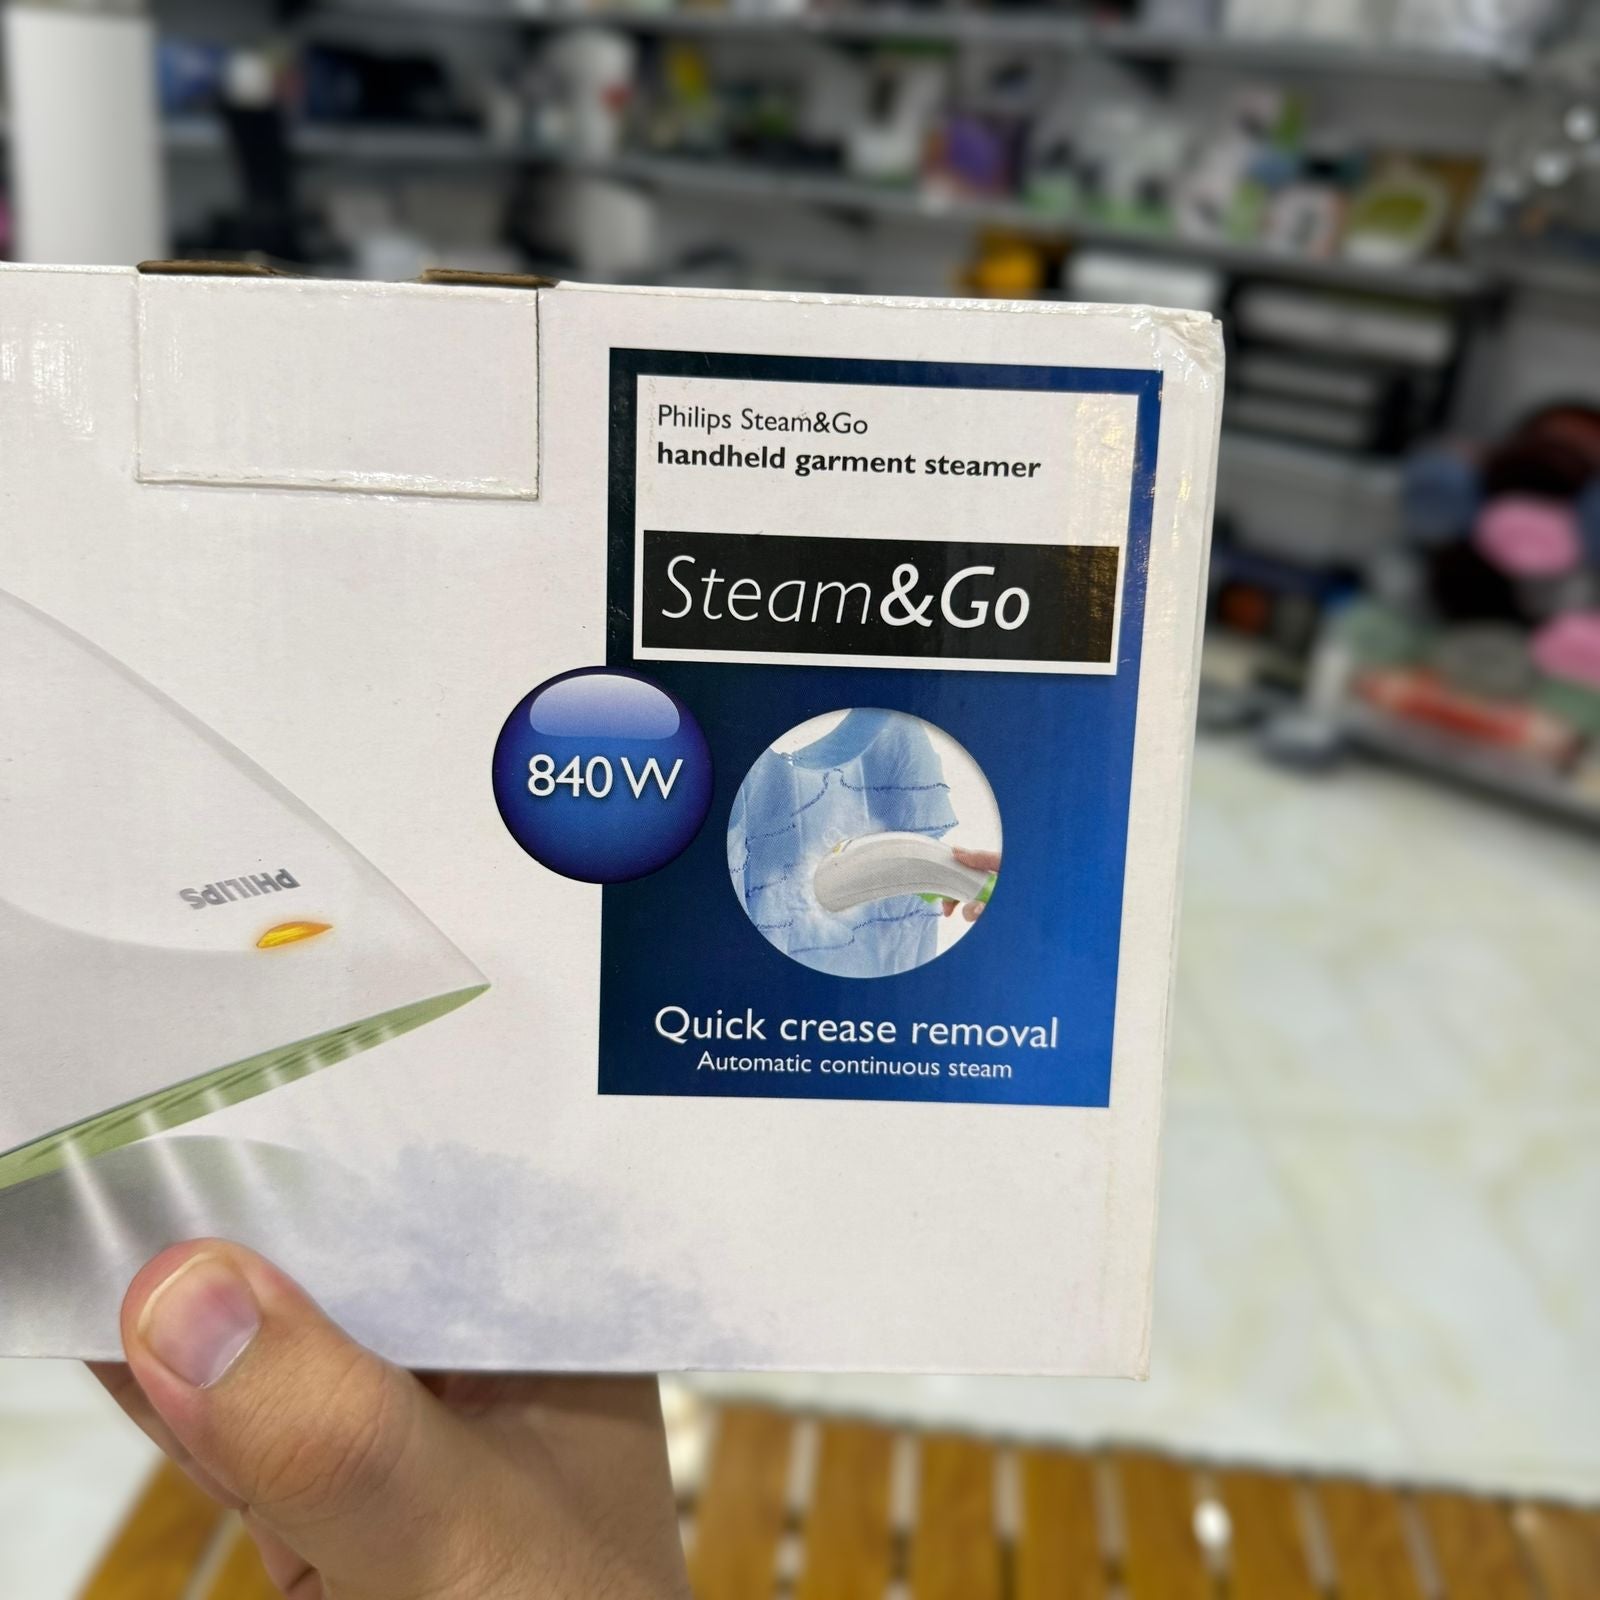 Philips Steam&Go
handheld garment steamer
Steam&Go
840 W
PHILIPS
Quick crease removal
Automatic continuous steam